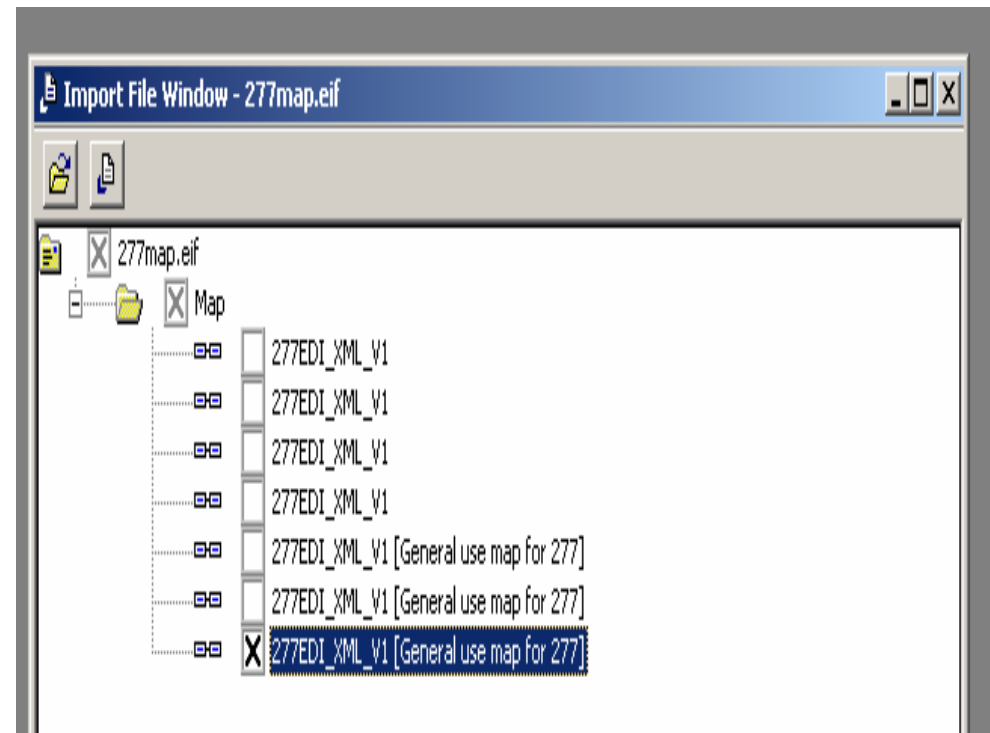 Import File Window - 277map.eif
277map.eif
Map
277EDI_XML_V1
277EDI_XML_V1
277EDI_XML_V1
277EDI_XML_V1
277EDI_XML_V1 [General use map for 277]
277EDI_XML_V1 [General use map for 277]
277EDI_XML_V1 [General use map for 277]